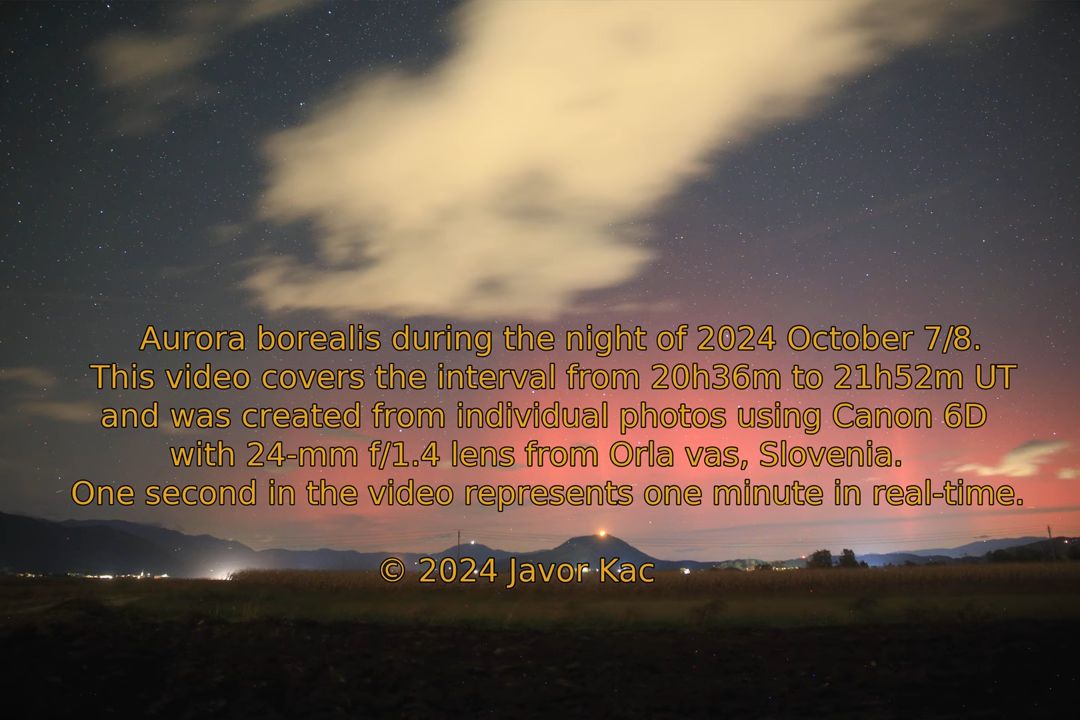 Aurora borealis during the night of 2024 October 7/8.
This video covers the interval from 20h36m to 21h52m UT
and was created from individual photos using Canon 6D
with 24-mm f/1.4 lens from Orla vas, Slovenia.
One second in the video represents one minute in real-time.
© 2024 Javor Kac